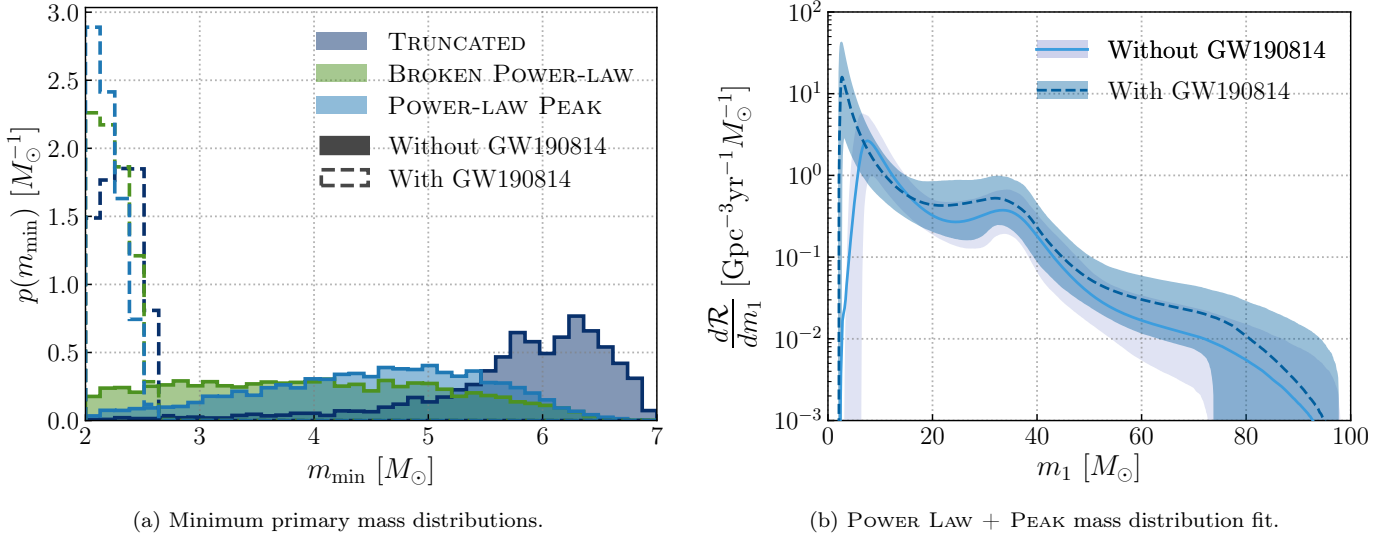 3.0
2.5
2.0
1.5
1.0
0.5
0.0
p(m_min) [M_⊙^−1]
TRUNCATED
BROKEN POWER-LAW
POWER-LAW PEAK
Without GW190814
With GW190814
2 3 4 5 6 7
m_min [M_⊙]
(a) Minimum primary mass distributions.
10^2
10^1
10^0
10^−1
10^−2
10^−3
dR/dm_1 [Gpc^−3 yr^−1 M_⊙^−1]
Without GW190814
With GW190814
0 20 40 60 80 100
m_1 [M_⊙]
(b) POWER LAW + PEAK mass distribution fit.